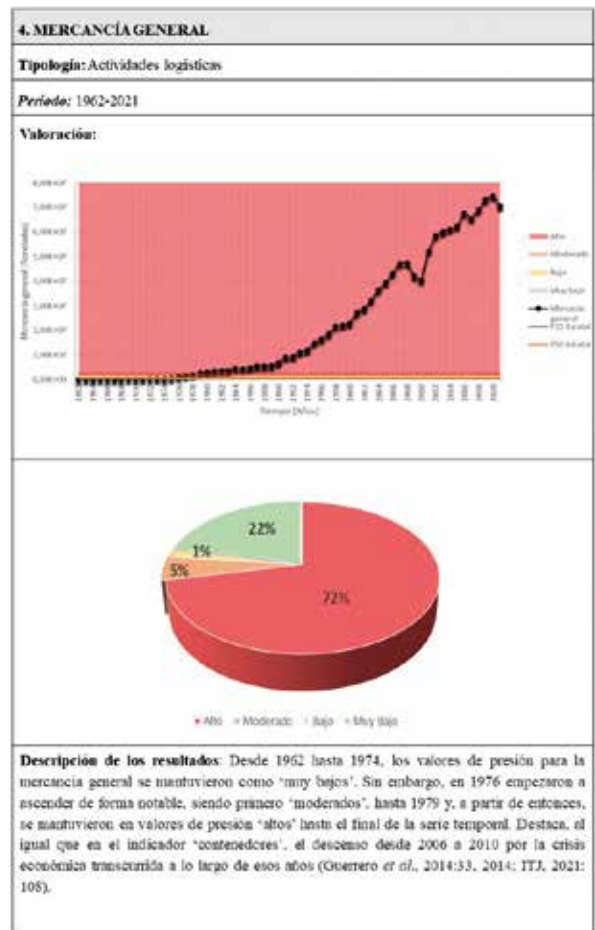 4. MERCANCÍA GENERAL
Tipología: Actividades logísticas
Periodo: 1962-2021
Valoración:
Mercancía general (Toneladas)
Alto
Moderado
Bajo
Muy bajo
Mercancía
general
Tiempo (Años)
22%
1%
5%
72%
Alto Moderado Bajo Muy Bajo
Descripción de los resultados: Desde 1962 hasta 1974, los valores de presión para la
mercancía general se mantuvieron como 'muy bajos'. Sin embargo, en 1976 empezaron a
ascender de forma notable, siendo primero 'moderados', hasta 1979 y, a partir de entonces,
se mantuvieron en valores de presión 'altos' hasta el final de la serie temporal. Destaca, al
igual que en el indicador 'contenedores', el descenso desde 2006 a 2010 por la crisis
económica transcurrida a lo largo de esos años (Guerrero et al., 2014:33, 2014; ITJ, 2021:
108).